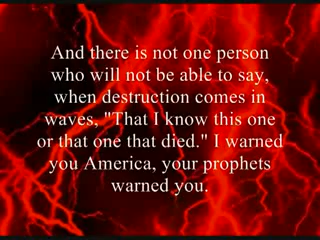 And there is not one person
who will not be able to say,
when destruction comes in
waves, "That I know this one
or that one that died." I warned
you America, your prophets
warned you.